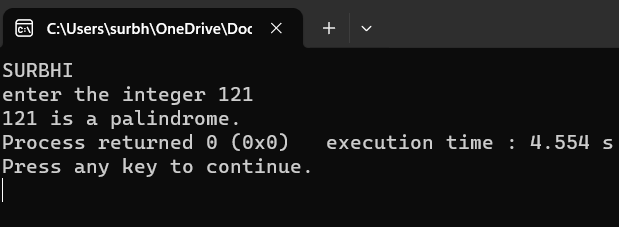 C:\Users\surbh\OneDrive\Doc
SURBHI
enter the integer 121
121 is a palindrome.
Process returned 0 (0x0)   execution time : 4.554 s
Press any key to continue.